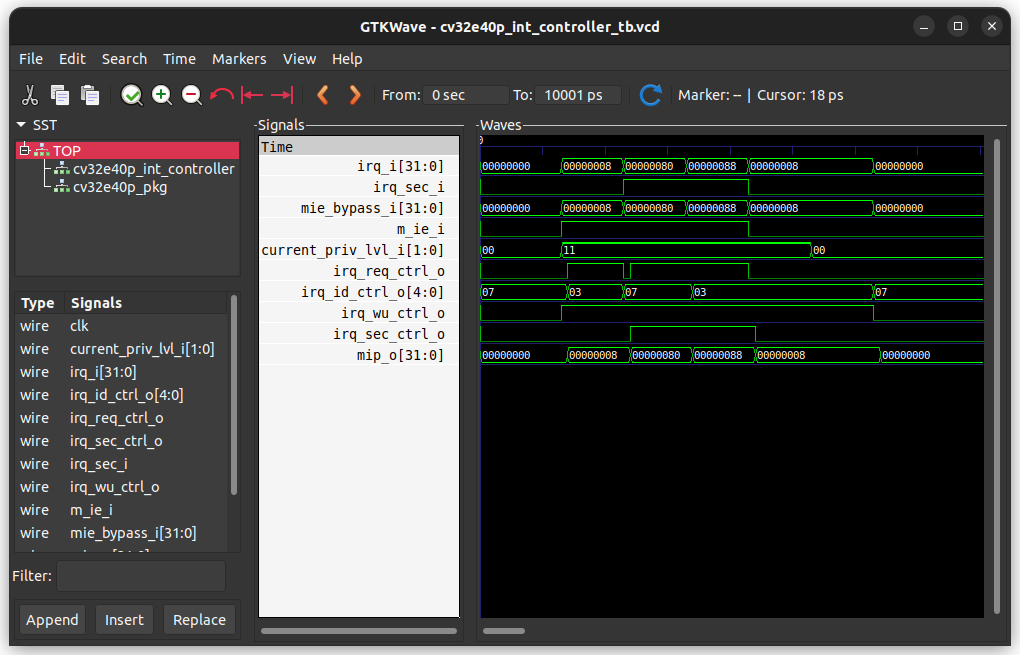 GTKWave - cv32e40p_int_controller_tb.vcd
File Edit Search Time Markers View Help
From: 0 sec To: 10001 ps Marker: -- | Cursor: 18 ps
SST
TOP
cv32e40p_int_controller
cv32e40p_pkg
Type Signals
wire clk
wire current_priv_lvl_i[1:0]
wire irq_i[31:0]
wire irq_id_ctrl_o[4:0]
wire irq_req_ctrl_o
wire irq_sec_ctrl_o
wire irq_sec_i
wire irq_wu_ctrl_o
wire m_ie_i
wire mie_bypass_i[31:0]
Filter:
Append Insert Replace
Signals
Time
irq_i[31:0]
irq_sec_i
mie_bypass_i[31:0]
m_ie_i
current_priv_lvl_i[1:0]
irq_req_ctrl_o
irq_id_ctrl_o[4:0]
irq_wu_ctrl_o
irq_sec_ctrl_o
mip_o[31:0]
Waves
0
00000000 00000008 00000080 00000088 00000008 00000000
00000000 00000008 00000080 00000088 00000008 00000000
00 11 00
07 03 07 03 07
00000000 00000008 00000080 00000088 00000008 00000000